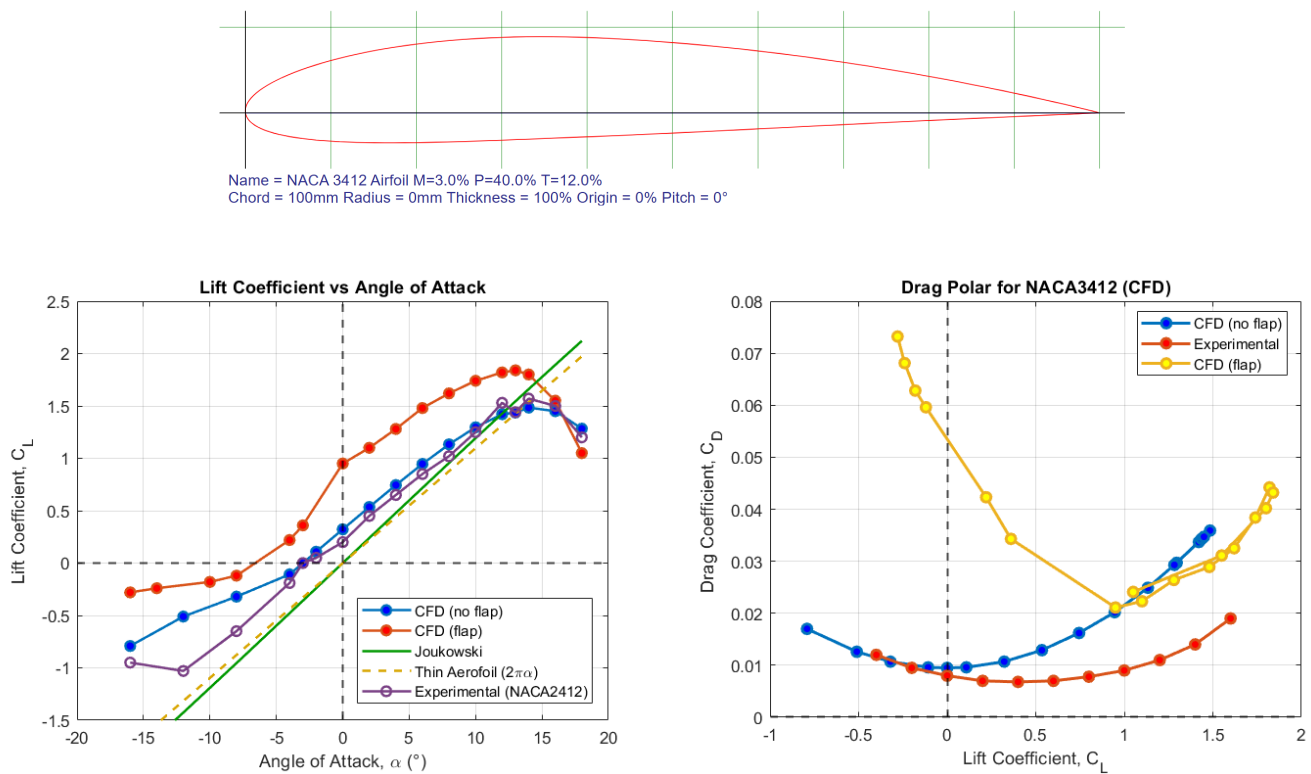 Name = NACA 3412 Airfoil M=3.0% P=40.0% T=12.0%
Chord = 100mm Radius = 0mm Thickness = 100% Origin = 0% Pitch = 0°
Lift Coefficient vs Angle of Attack
2.5
2
1.5
1
0.5
0
-0.5
-1
-1.5
Lift Coefficient, C_L
CFD (no flap)
CFD (flap)
Joukowski
Thin Aerofoil (2πα)
Experimental (NACA2412)
-20 -15 -10 -5 0 5 10 15 20
Angle of Attack, α (°)
Drag Polar for NACA3412 (CFD)
0.08
0.07
0.06
0.05
0.04
0.03
0.02
0.01
0
Drag Coefficient, C_D
CFD (no flap)
Experimental
CFD (flap)
-1 -0.5 0 0.5 1 1.5 2
Lift Coefficient, C_L